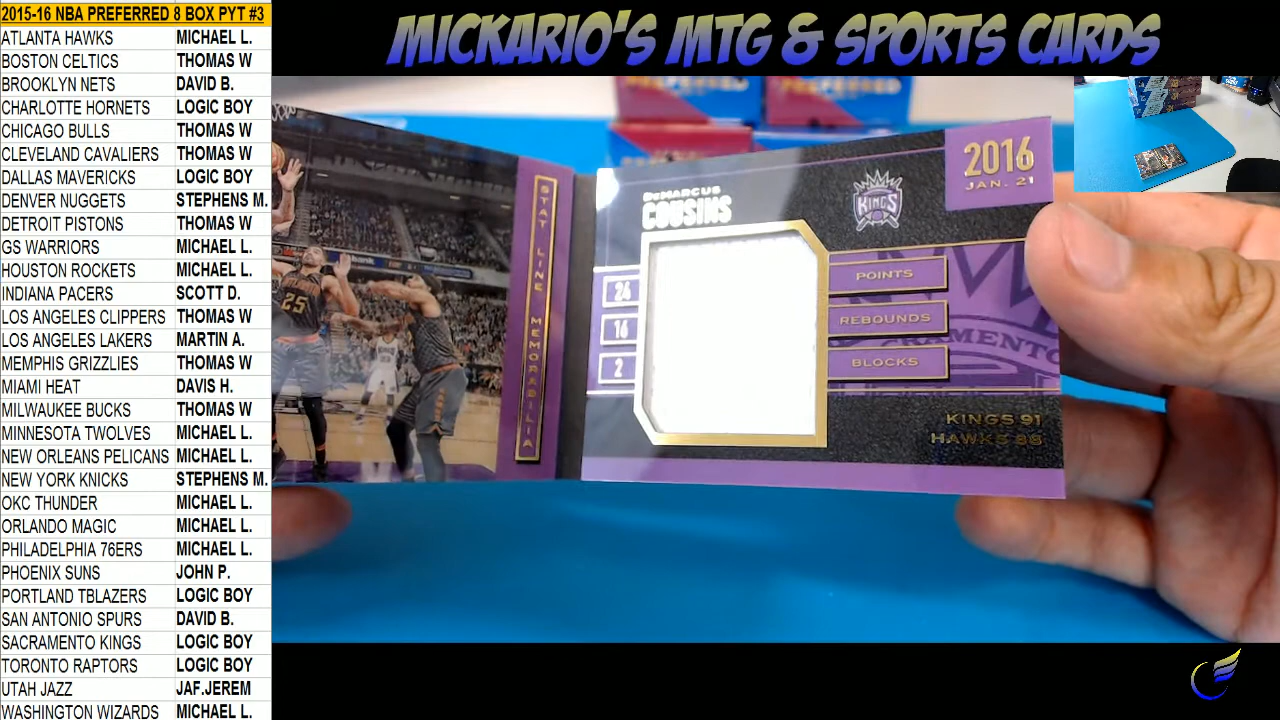 2015-16 NBA PREFERRED 8 BOX PYT #3
ATLANTA HAWKS MICHAEL L.
BOSTON CELTICS THOMAS W
BROOKLYN NETS DAVID B.
CHARLOTTE HORNETS LOGIC BOY
CHICAGO BULLS THOMAS W
CLEVELAND CAVALIERS THOMAS W
DALLAS MAVERICKS LOGIC BOY
DENVER NUGGETS STEPHENS M.
DETROIT PISTONS THOMAS W
GS WARRIORS MICHAEL L.
HOUSTON ROCKETS MICHAEL L.
INDIANA PACERS SCOTT D.
LOS ANGELES CLIPPERS THOMAS W
LOS ANGELES LAKERS MARTIN A.
MEMPHIS GRIZZLIES THOMAS W
MIAMI HEAT DAVIS H.
MILWAUKEE BUCKS THOMAS W
MINNESOTA TWOLVES MICHAEL L.
NEW ORLEANS PELICANS MICHAEL L.
NEW YORK KNICKS STEPHENS M.
OKC THUNDER MICHAEL L.
ORLANDO MAGIC MICHAEL L.
PHILADELPHIA 76ERS MICHAEL L.
PHOENIX SUNS JOHN P.
PORTLAND TBLAZERS LOGIC BOY
SAN ANTONIO SPURS DAVID B.
SACRAMENTO KINGS LOGIC BOY
TORONTO RAPTORS LOGIC BOY
UTAH JAZZ JAF.JEREM
WASHINGTON WIZARDS MICHAEL L.
MICKARIO'S MTG & SPORTS CARDS
PREFERRED
25
STAT LINE MEMORABILIA
DEMARCUS
COUSINS
KINGS
2016
JAN. 21
24 POINTS
16 REBOUNDS
2 BLOCKS
KINGS 91
HAWKS 88